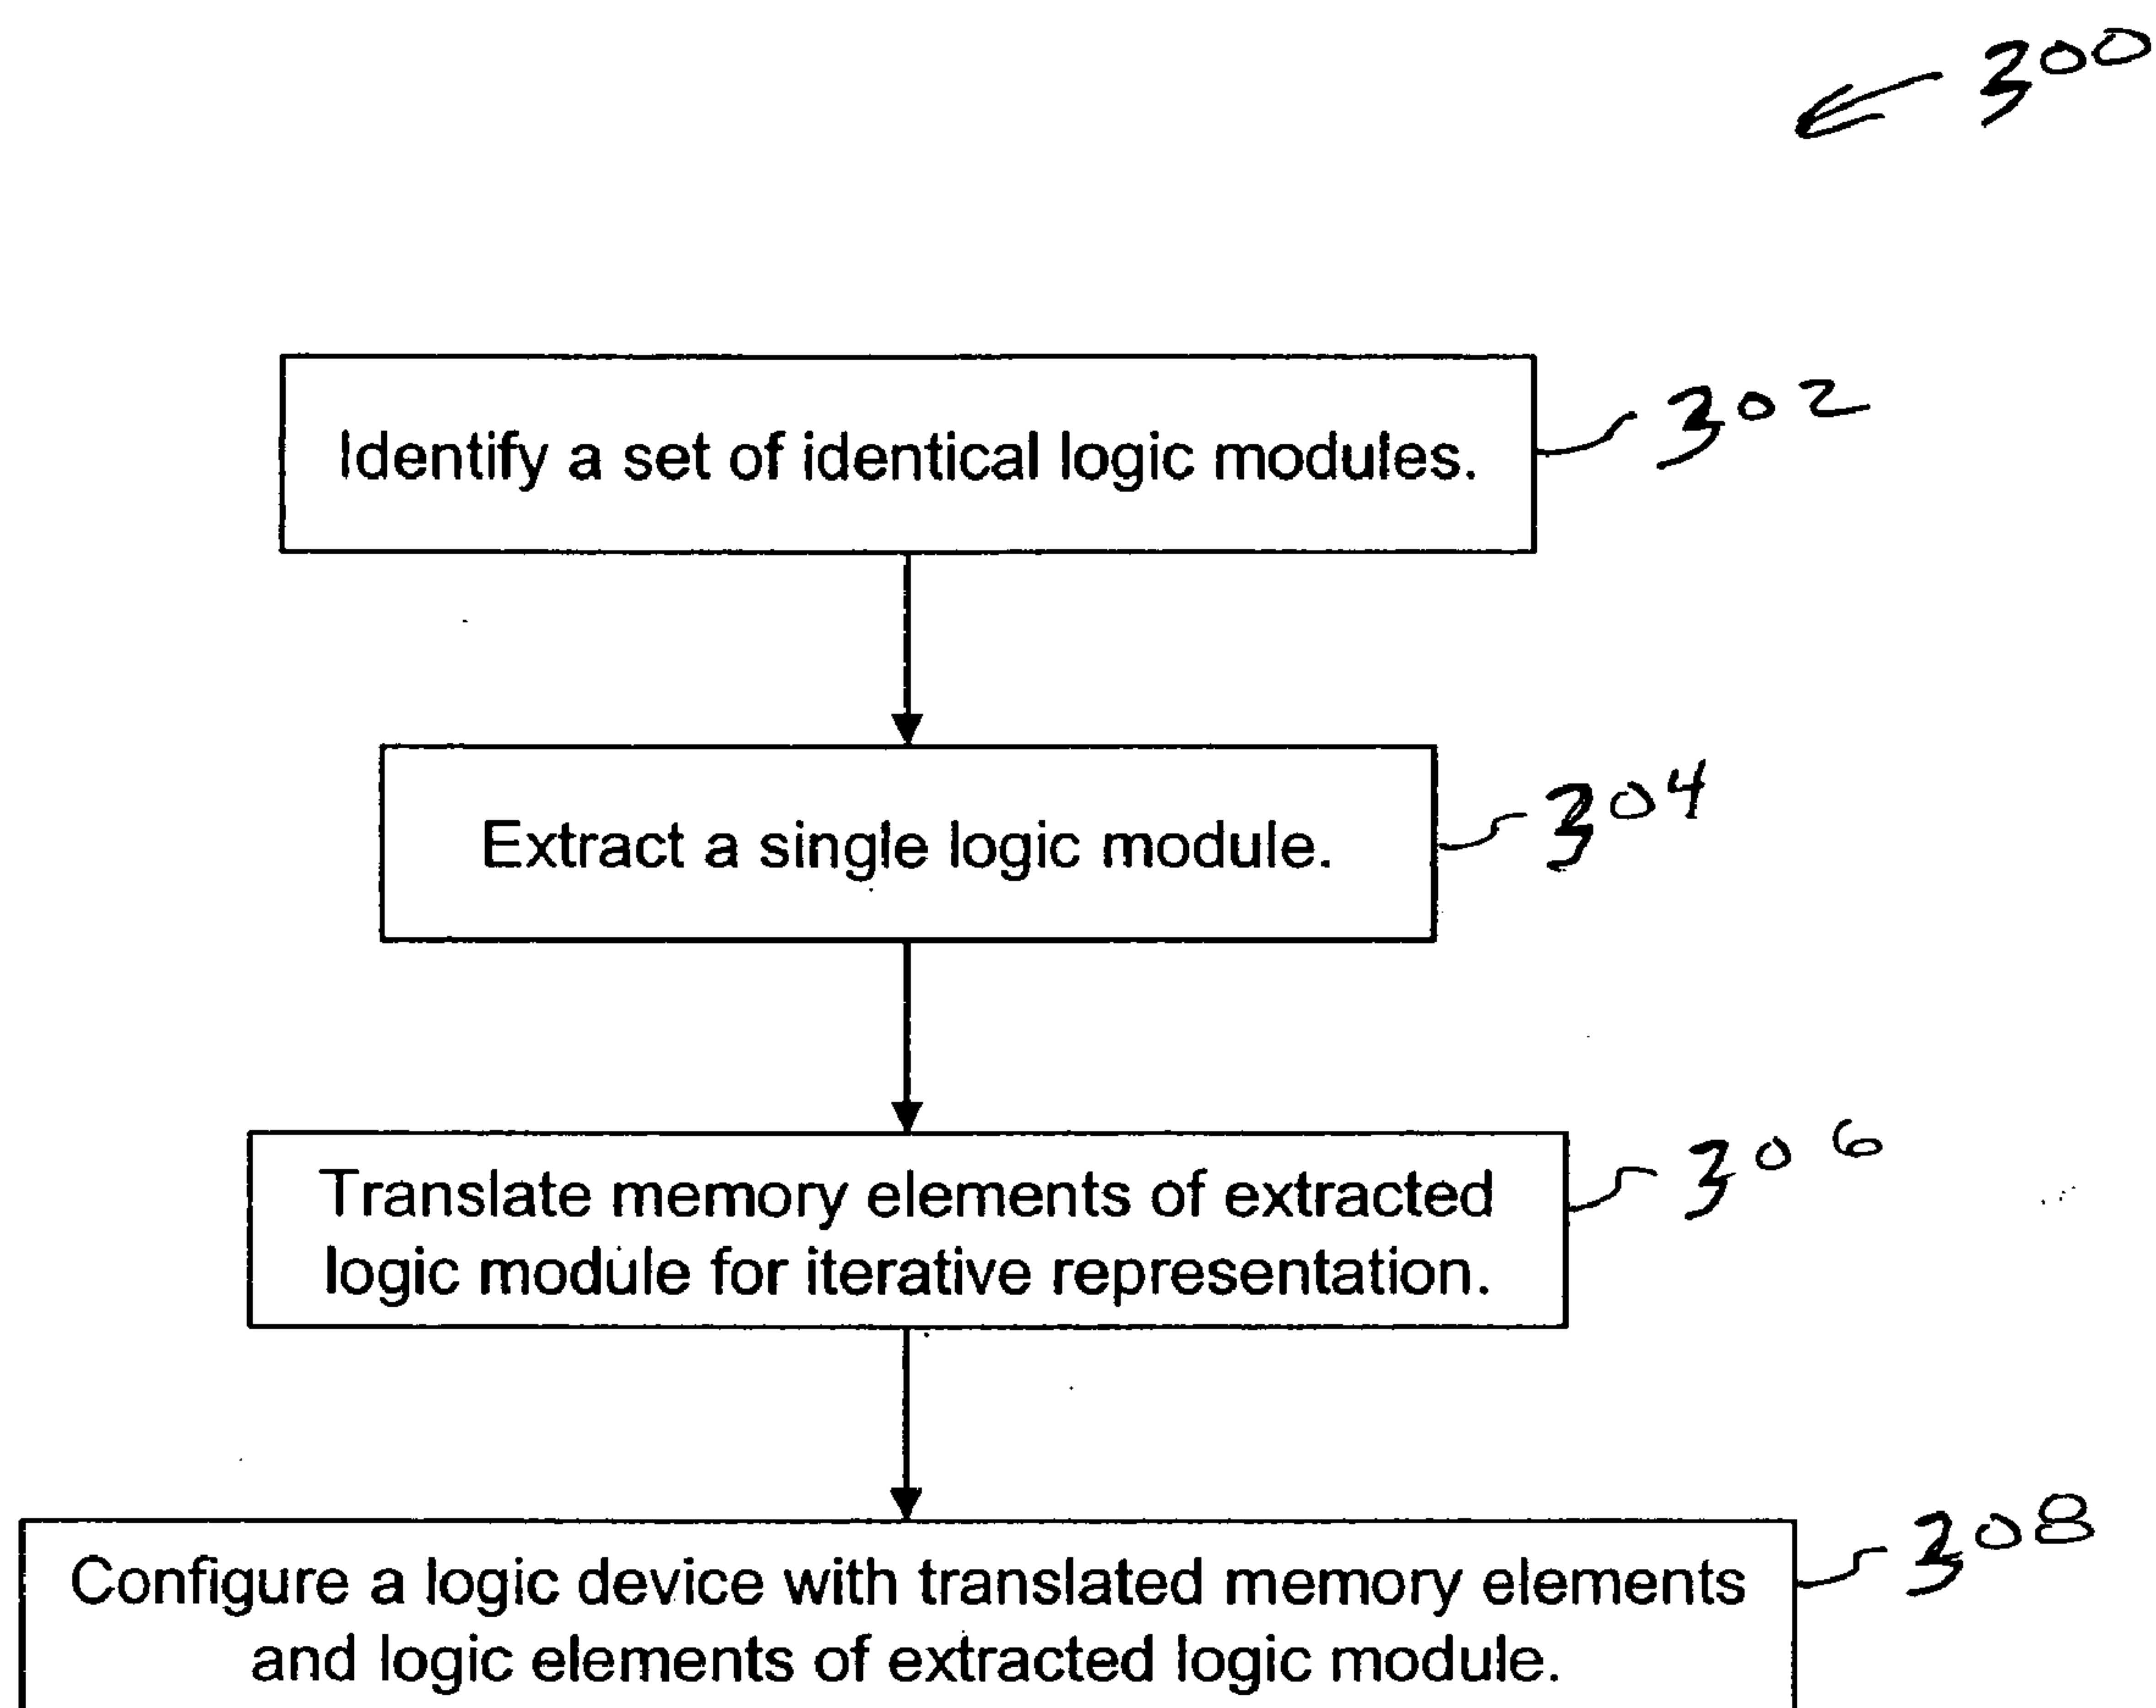 300
Identify a set of identical logic modules.
302
Extract a single logic module.
304
Translate memory elements of extracted
logic module for iterative representation.
306
Configure a logic device with translated memory elements
and logic elements of extracted logic module.
308